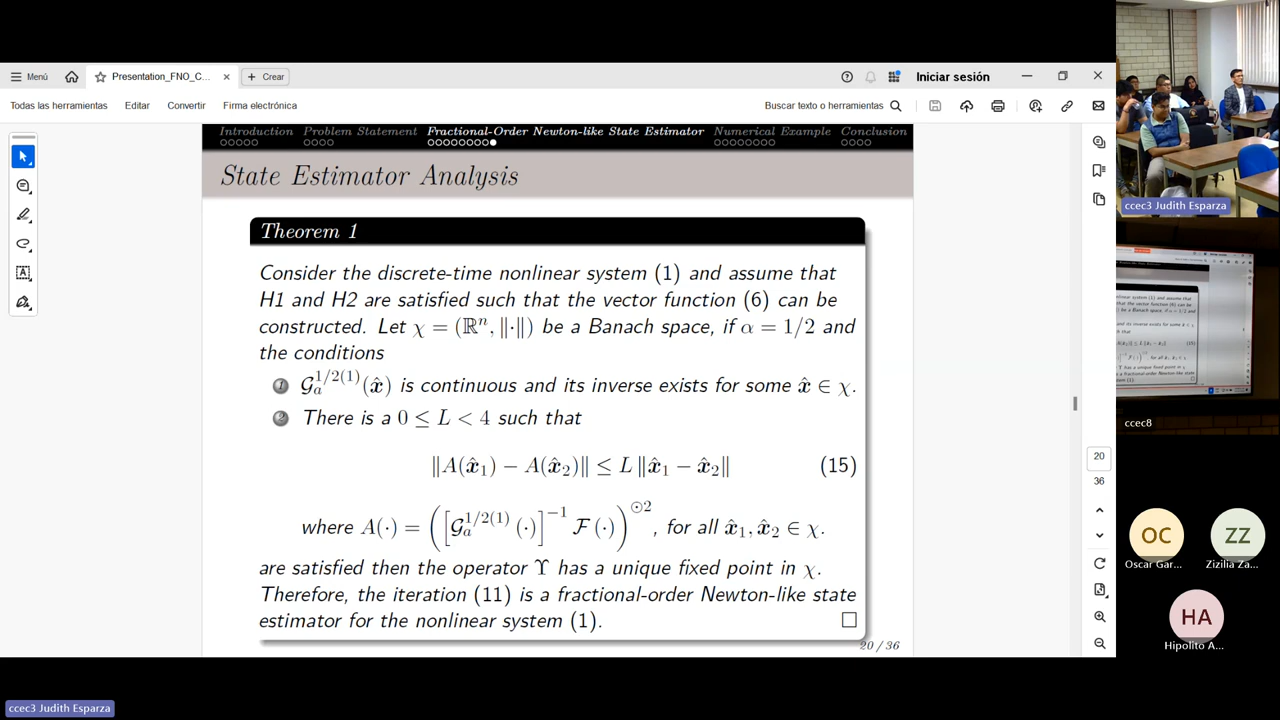 Menú
Presentation_FNO_C...
Crear
Iniciar sesión
Todas las herramientas
Editar
Convertir
Firma electrónica
Buscar texto o herramientas
Introduction Problem Statement Fractional-Order Newton-like State Estimator Numerical Example Conclusion
State Estimator Analysis
Theorem 1
Consider the discrete-time nonlinear system (1) and assume that
H1 and H2 are satisfied such that the vector function (6) can be
constructed. Let χ = (ℝⁿ, ‖·‖) be a Banach space, if α = 1/2 and
the conditions
1 𝒢ₐ^{1/2(1)}(x̂) is continuous and its inverse exists for some x̂ ∈ χ.
2 There is a 0 ≤ L < 4 such that
‖A(x̂₁) − A(x̂₂)‖ ≤ L ‖x̂₁ − x̂₂‖ (15)
where A(·) = ([𝒢ₐ^{1/2(1)}(·)]^{−1} ℱ(·))^{⊙2}, for all x̂₁, x̂₂ ∈ χ.
are satisfied then the operator ϒ has a unique fixed point in χ.
Therefore, the iteration (11) is a fractional-order Newton-like state
estimator for the nonlinear system (1).
20 / 36
20
36
ccec3 Judith Esparza
ccec8
OC
Oscar Gar...
ZZ
Zizilia Za...
HA
Hipolito A...
ccec3 Judith Esparza